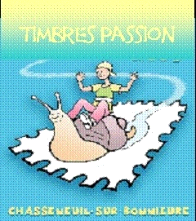 TIMBRES PASSION
CHASSENEUIL-SUR-BONNIEURE